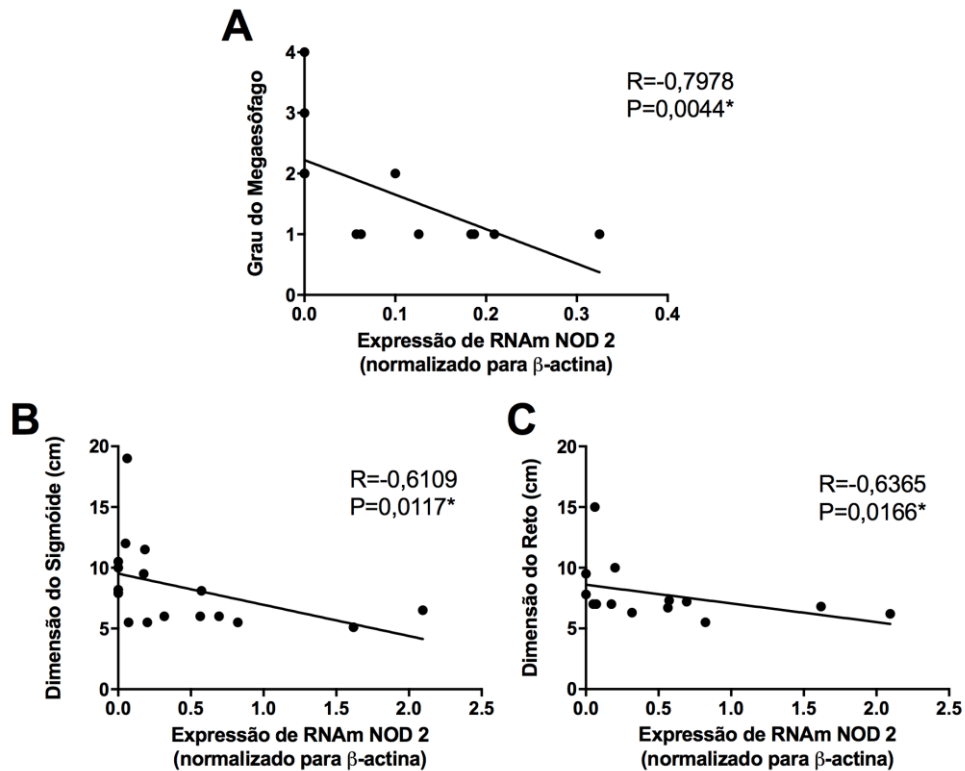 A
Grau do Megaesôfago
4
3
2
1
0
R=-0,7978
P=0,0044*
0.0 0.1 0.2 0.3 0.4
Expressão de RNAm NOD 2
(normalizado para β-actina)
B
Dimensão do Sigmóide (cm)
20
15
10
5
0
R=-0,6109
P=0,0117*
0.0 0.5 1.0 1.5 2.0 2.5
Expressão de RNAm NOD 2
(normalizado para β-actina)
C
Dimensão do Reto (cm)
20
15
10
5
0
R=-0,6365
P=0,0166*
0.0 0.5 1.0 1.5 2.0 2.5
Expressão de RNAm NOD 2
(normalizado para β-actina)